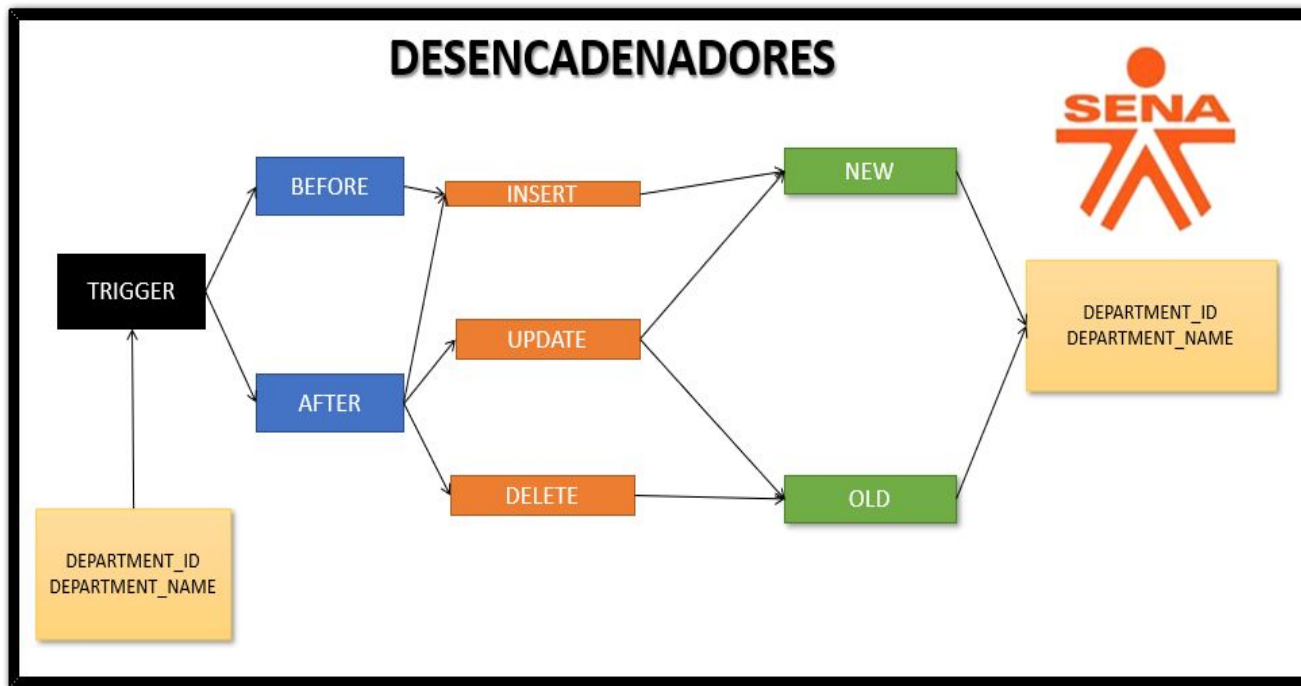 DESENCADENADORES
SENA
BEFORE
INSERT
NEW
TRIGGER
DEPARTMENT_ID
DEPARTMENT_NAME
UPDATE
AFTER
DELETE
OLD
DEPARTMENT_ID
DEPARTMENT_NAME